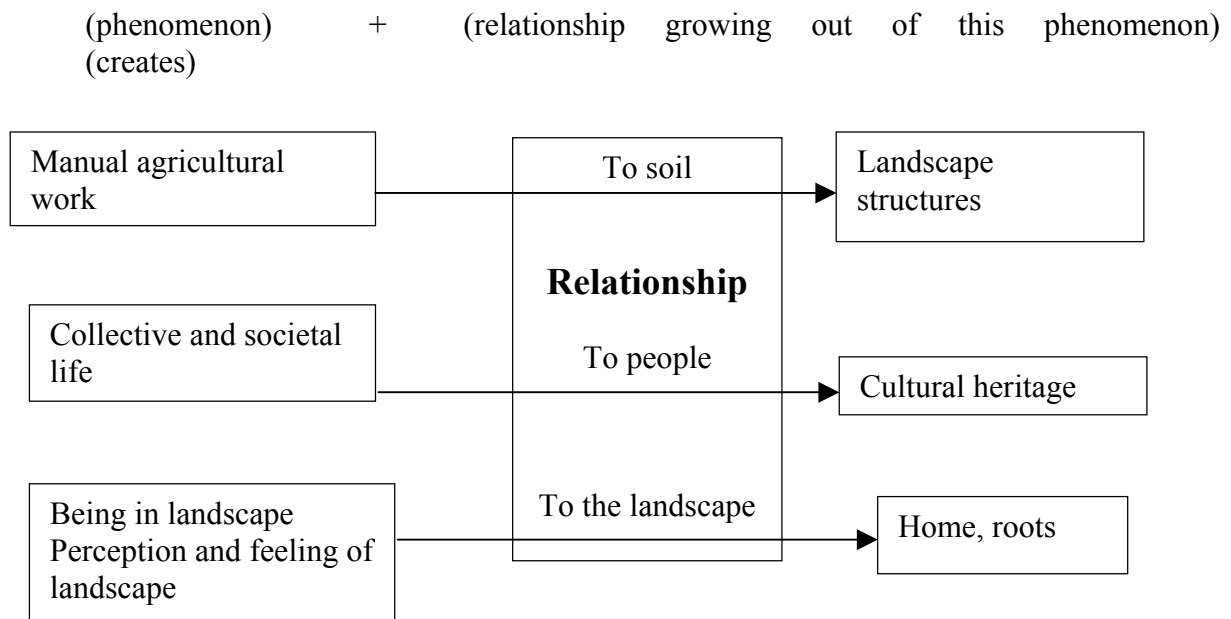 (phenomenon) + (relationship growing out of this phenomenon)
(creates)
Manual agricultural
work
To soil
Landscape
structures
Relationship
Collective and societal
life
To people
Cultural heritage
Being in landscape
Perception and feeling of
landscape
To the landscape
Home, roots